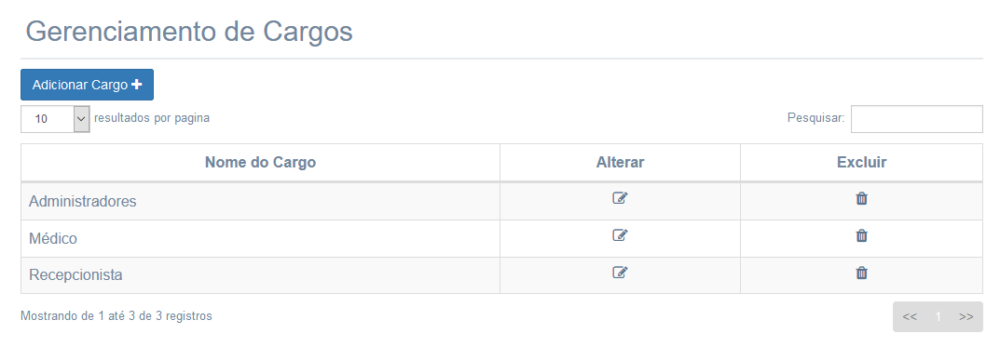 Gerenciamento de Cargos
Adicionar Cargo
10 resultados por pagina
Pesquisar:
Nome do Cargo Alterar Excluir
Administradores
Médico
Recepcionista
Mostrando de 1 até 3 de 3 registros
<< 1 >>